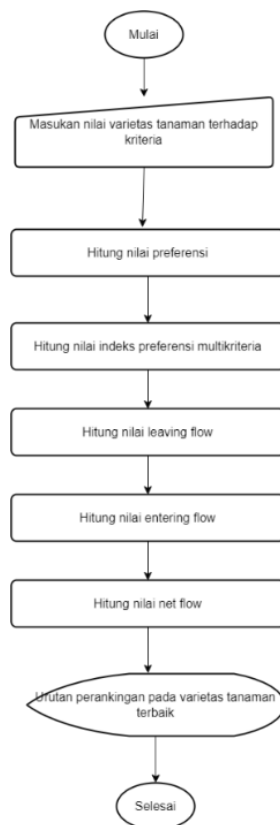 Mulai
Masukan nilai varietas tanaman terhadap
kriteria
Hitung nilai preferensi
Hitung nilai indeks preferensi multikriteria
Hitung nilai leaving flow
Hitung nilai entering flow
Hitung nilai net flow
Urutan perankingan pada varietas tanaman
terbaik
Selesai